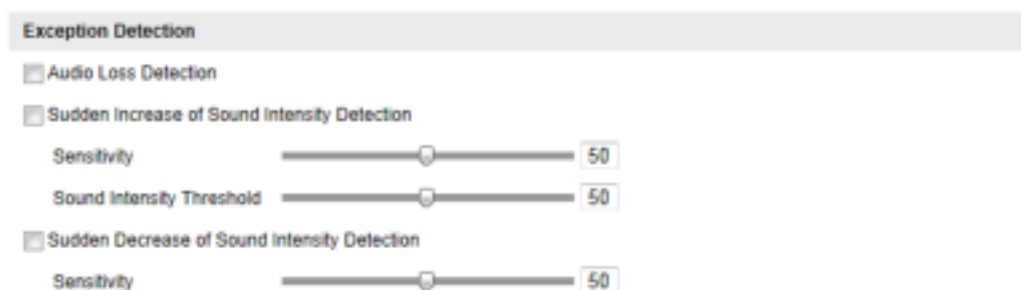 Exception Detection
Audio Loss Detection
Sudden Increase of Sound Intensity Detection
Sensitivity 50
Sound Intensity Threshold 50
Sudden Decrease of Sound Intensity Detection
Sensitivity 50